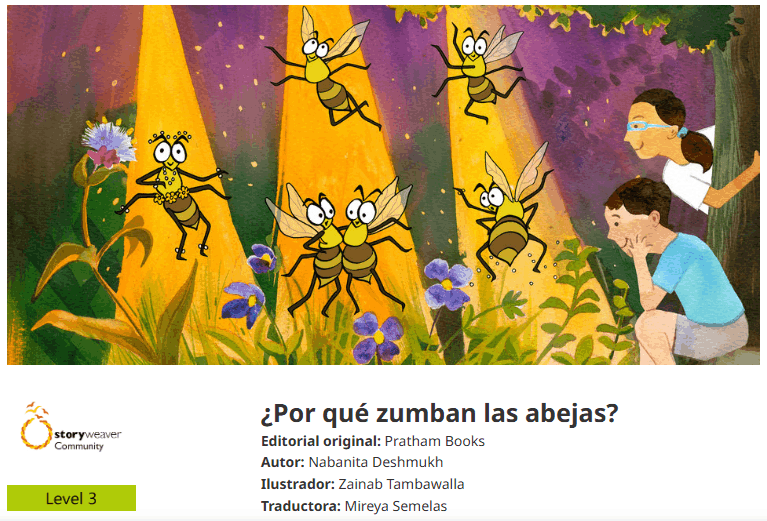 ¿Por qué zumban las abejas?
Editorial original: Pratham Books
Autor: Nabanita Deshmukh
Ilustrador: Zainab Tambawalla
Traductora: Mireya Semelas
storyweaver
Community
Level 3